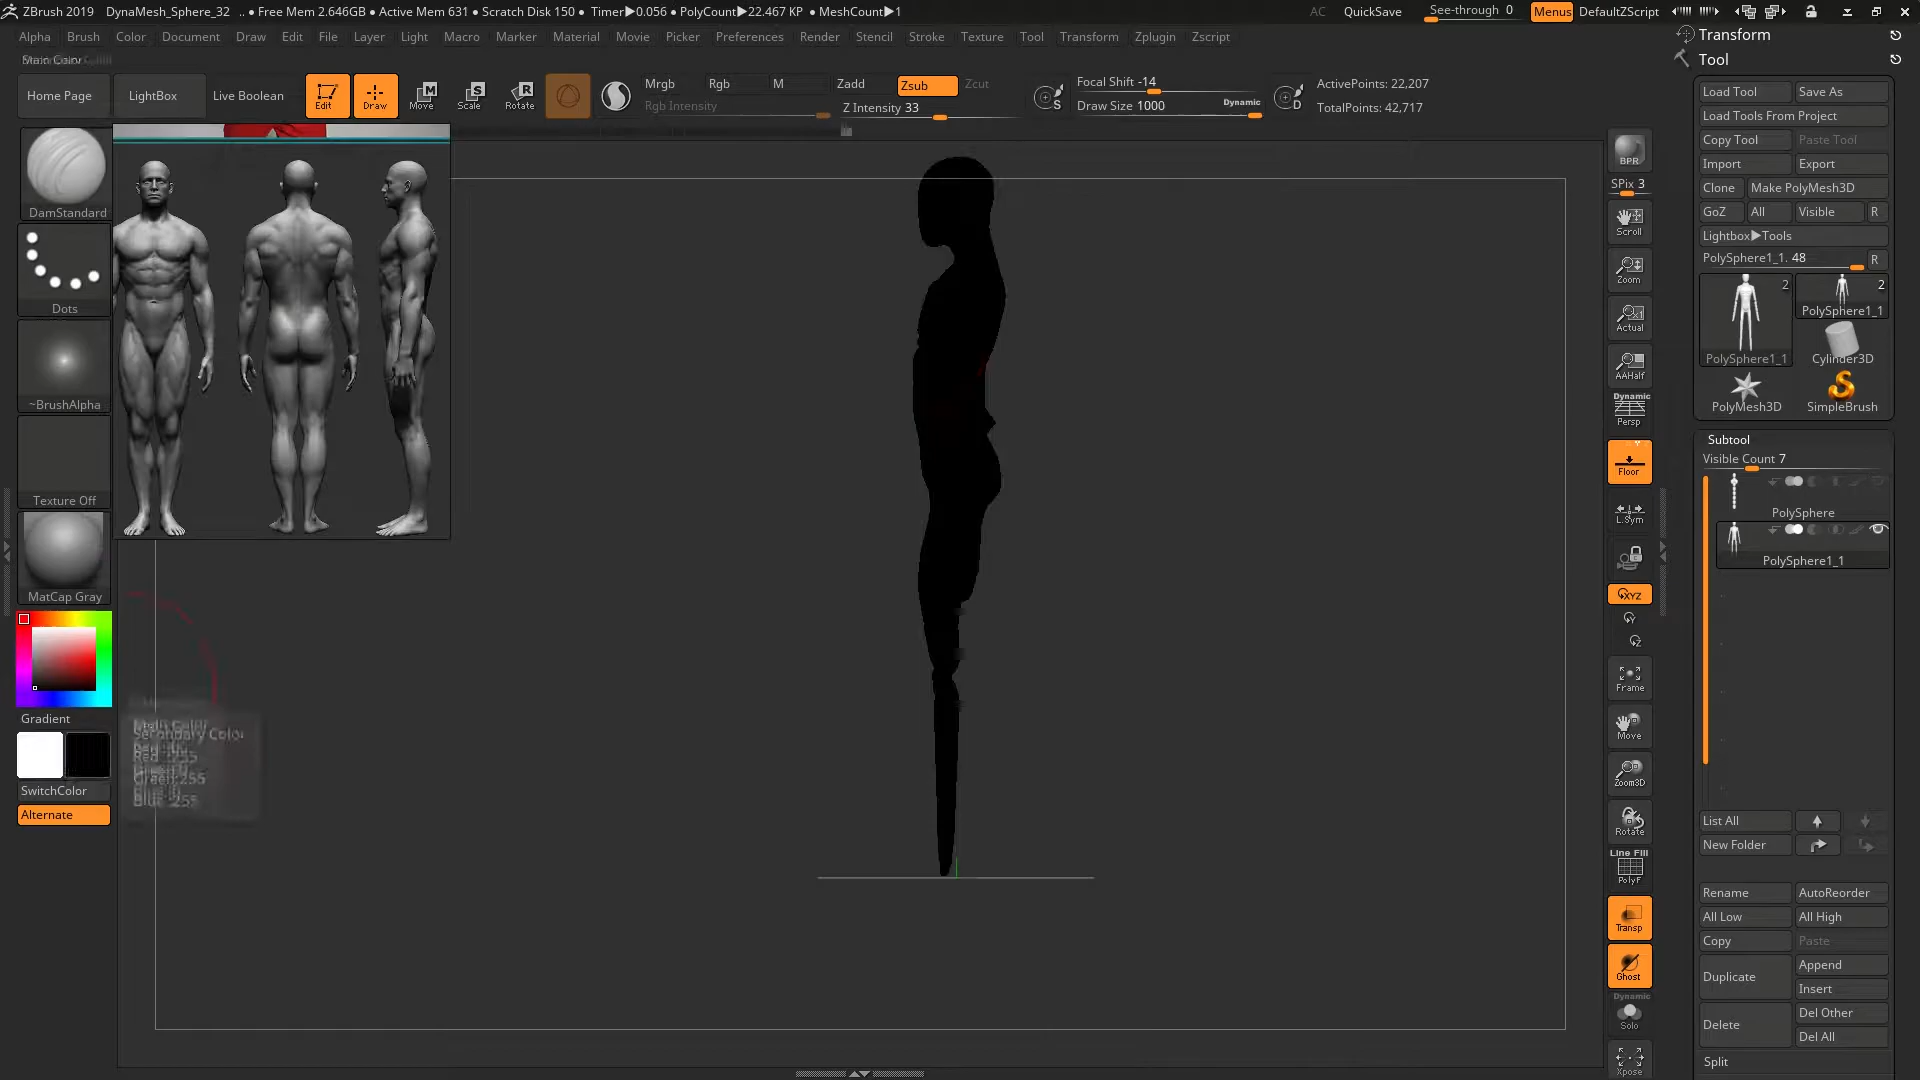 ZBrush 2019 DynaMesh_Sphere_32 .. • Free Mem 2.646GB • Active Mem 631 • Scratch Disk 150 • Timer▶0.056 • PolyCount▶22.467 KP • MeshCount▶1 AC QuickSave See-through 0 Menus DefaultZScript
Alpha Brush Color Document Draw Edit File Layer Light Macro Marker Material Movie Picker Preferences Render Stencil Stroke Texture Tool Transform Zplugin Zscript
Home Page LightBox Live Boolean Edit Draw Move Scale Rotate
Mrgb Rgb M Zadd Zsub Zcut
Rgb Intensity Z Intensity 33
S Focal Shift -14
Draw Size 1000 Dynamic D
ActivePoints: 22,207
TotalPoints: 42,717
DamStandard
Dots
~BrushAlpha
Texture Off
MatCap Gray
Gradient
SwitchColor
Alternate
Secondary Color
BPR
SPix 3
Scroll
Zoom
Actual
AAHalf
Dynamic
Persp
Floor
L.Sym
XYZ
Y
Z
Frame
Move
Zoom3D
Rotate
Line Fill
PolyF
Transp
Ghost
Dynamic
Solo
Xpose
Transform
Tool
Load Tool Save As
Load Tools From Project
Copy Tool Paste Tool
Import Export
Clone Make PolyMesh3D
GoZ All Visible R
Lightbox▶Tools
PolySphere1_1. 48 R
2 2
PolySphere1_1
PolySphere1_1 Cylinder3D
PolyMesh3D SimpleBrush
Subtool
Visible Count 7
PolySphere
PolySphere1_1
List All
New Folder
Rename AutoReorder
All Low All High
Copy Paste
Duplicate Append
Insert
Delete Del Other
Del All
Split